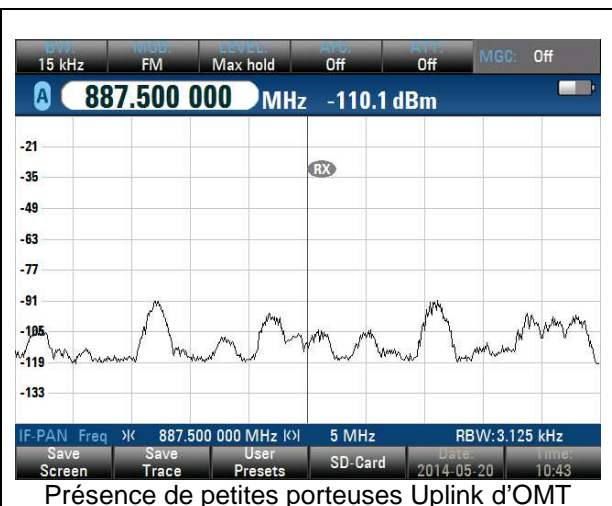 BW: MOD: LEVEL: AFC: ATT: MGC: Off
15 kHz FM Max hold Off Off
A 887.500 000 MHz -110.1 dBm
-21
RX
-35
-49
-63
-77
-91
-105
-119
-133
IF-PAN Freq 887.500 000 MHz 5 MHz RBW: 3.125 kHz
Save Save User SD-Card Date: Time:
Screen Trace Presets 2014-05-20 10:43
Présence de petites porteuses Uplink d'OMT